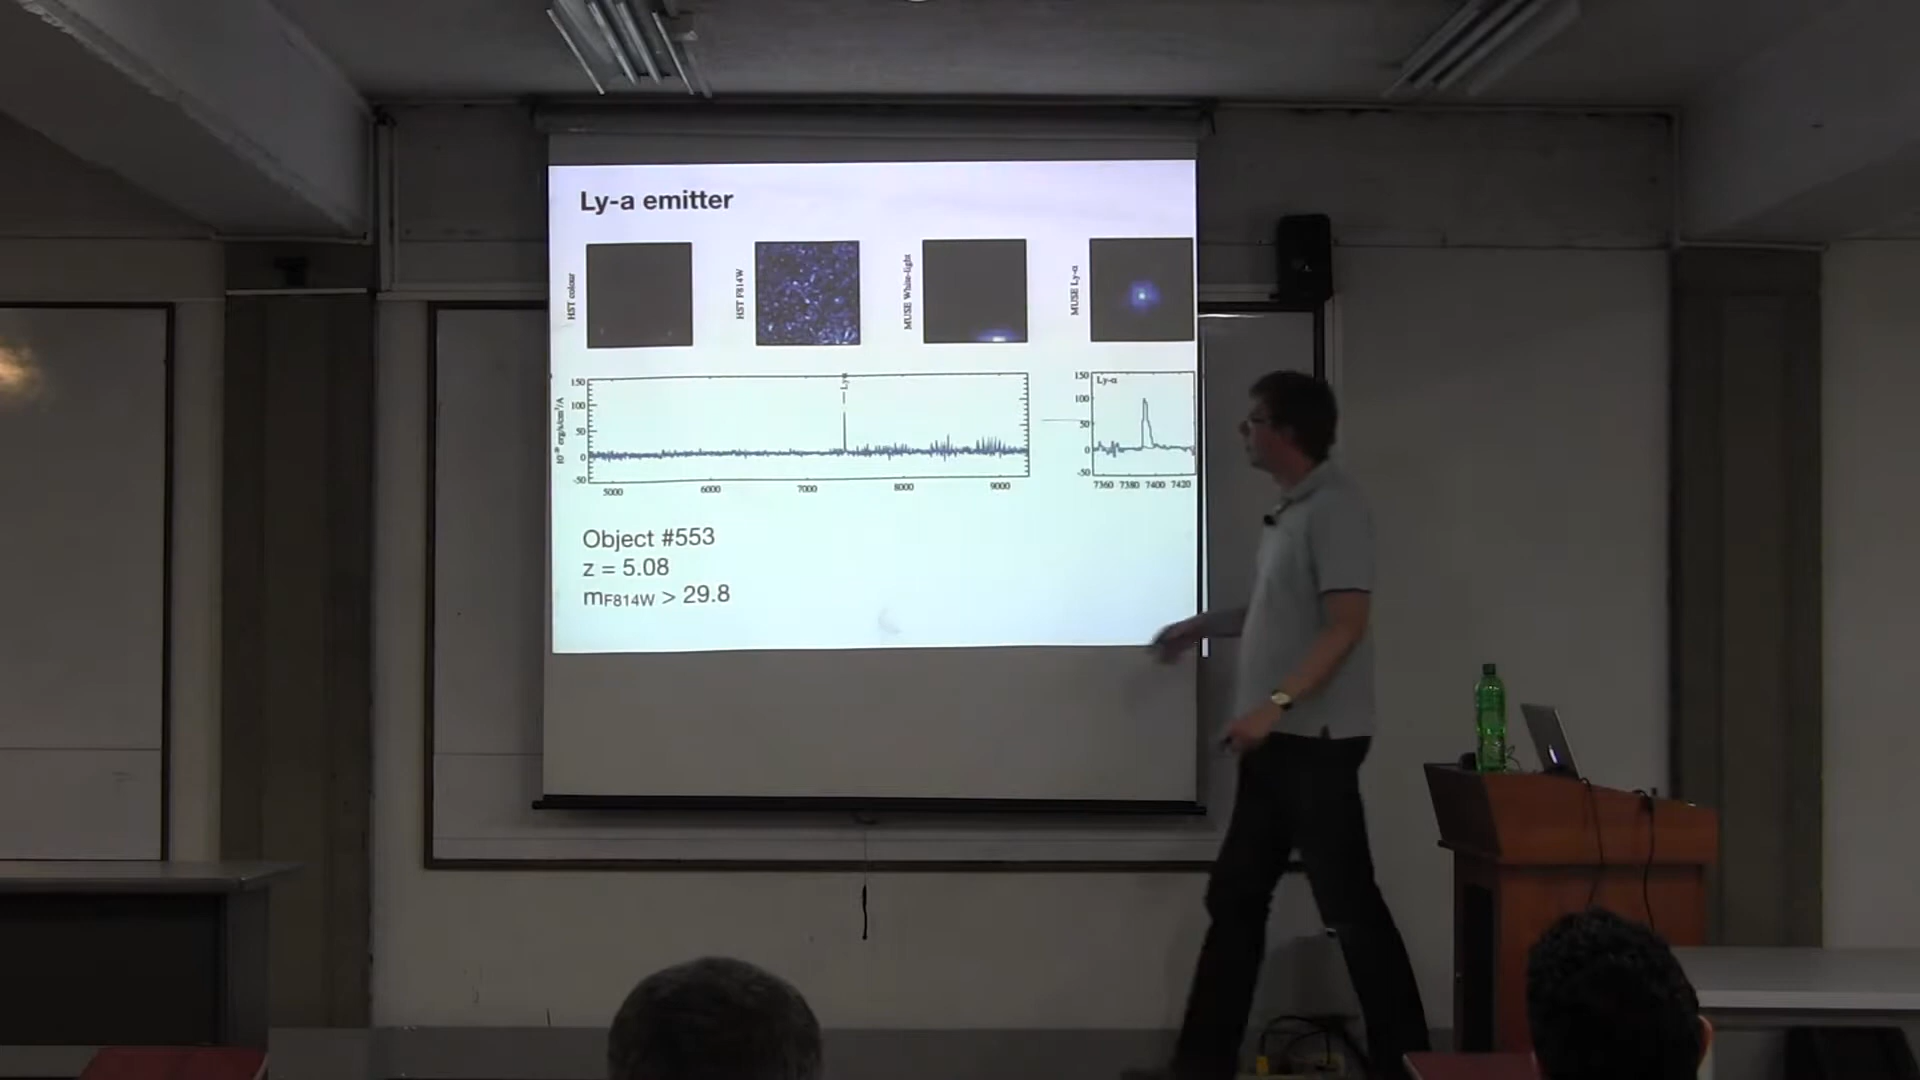 Ly-a emitter
HST colour
HST F814W
MUSE White-light
MUSE Ly-α
150
100
50
0
-50
5000 6000 7000 8000 9000
Ly-α
150
100
50
0
-50
7360 7380 7400 7420
Object #553
z = 5.08
mF814W > 29.8